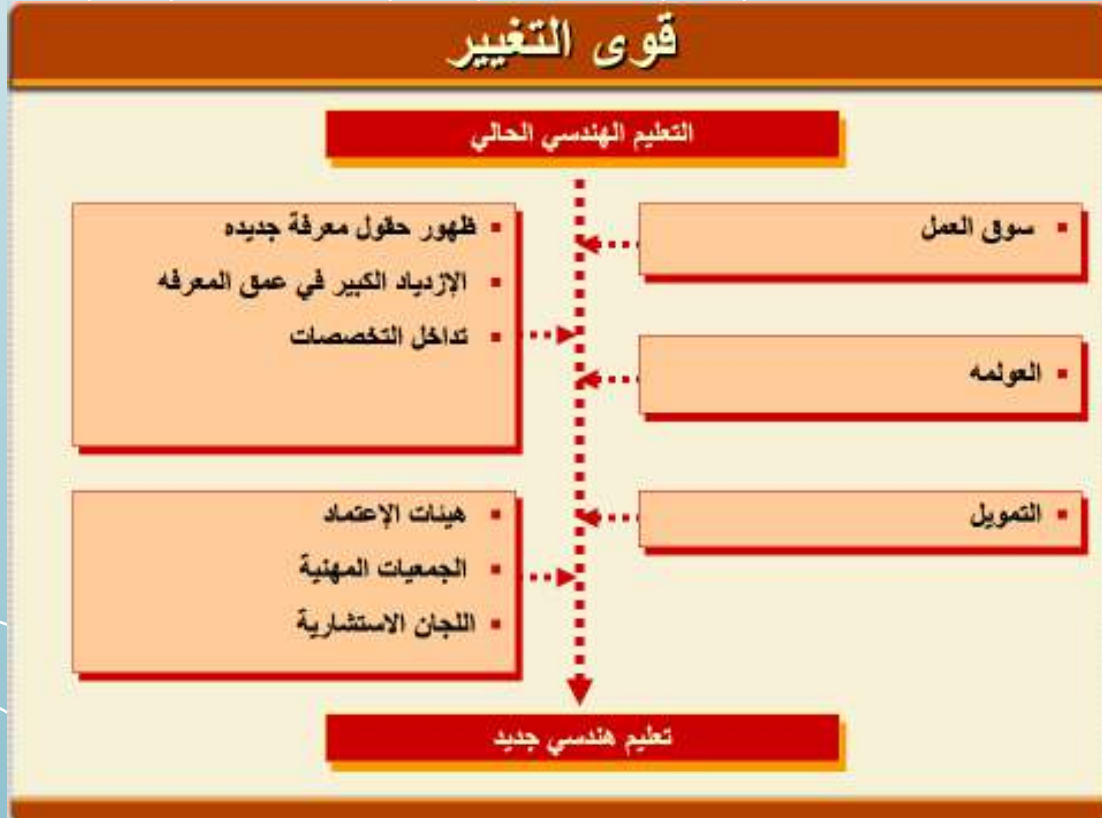 قوى التغيير
التعليم الهندسي الحالي
سوق العمل
العولمه
التمويل
ظهور حقول معرفة جديده
الإزدياد الكبير في عمق المعرفه
تداخل التخصصات
هيئات الإعتماد
الجمعيات المهنية
اللجان الاستشارية
تعليم هندسي جديد